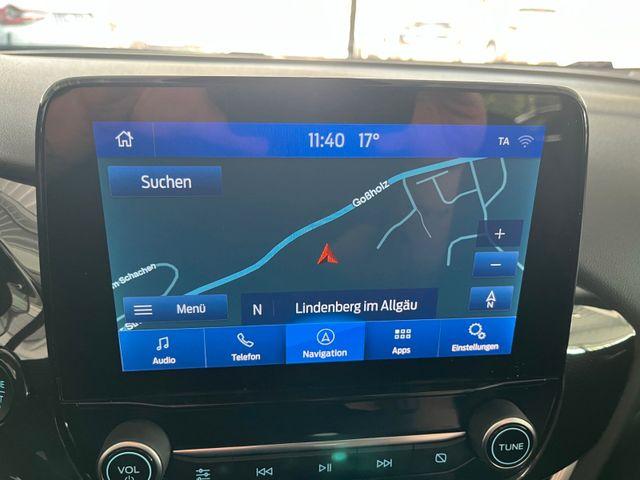 11:40 17° TA
Suchen
Goßholz
m Schachen
+
−
N
Menü
N Lindenberg im Allgäu
Audio
Telefon
Navigation
Apps
Einstellungen
VOL
TUNE